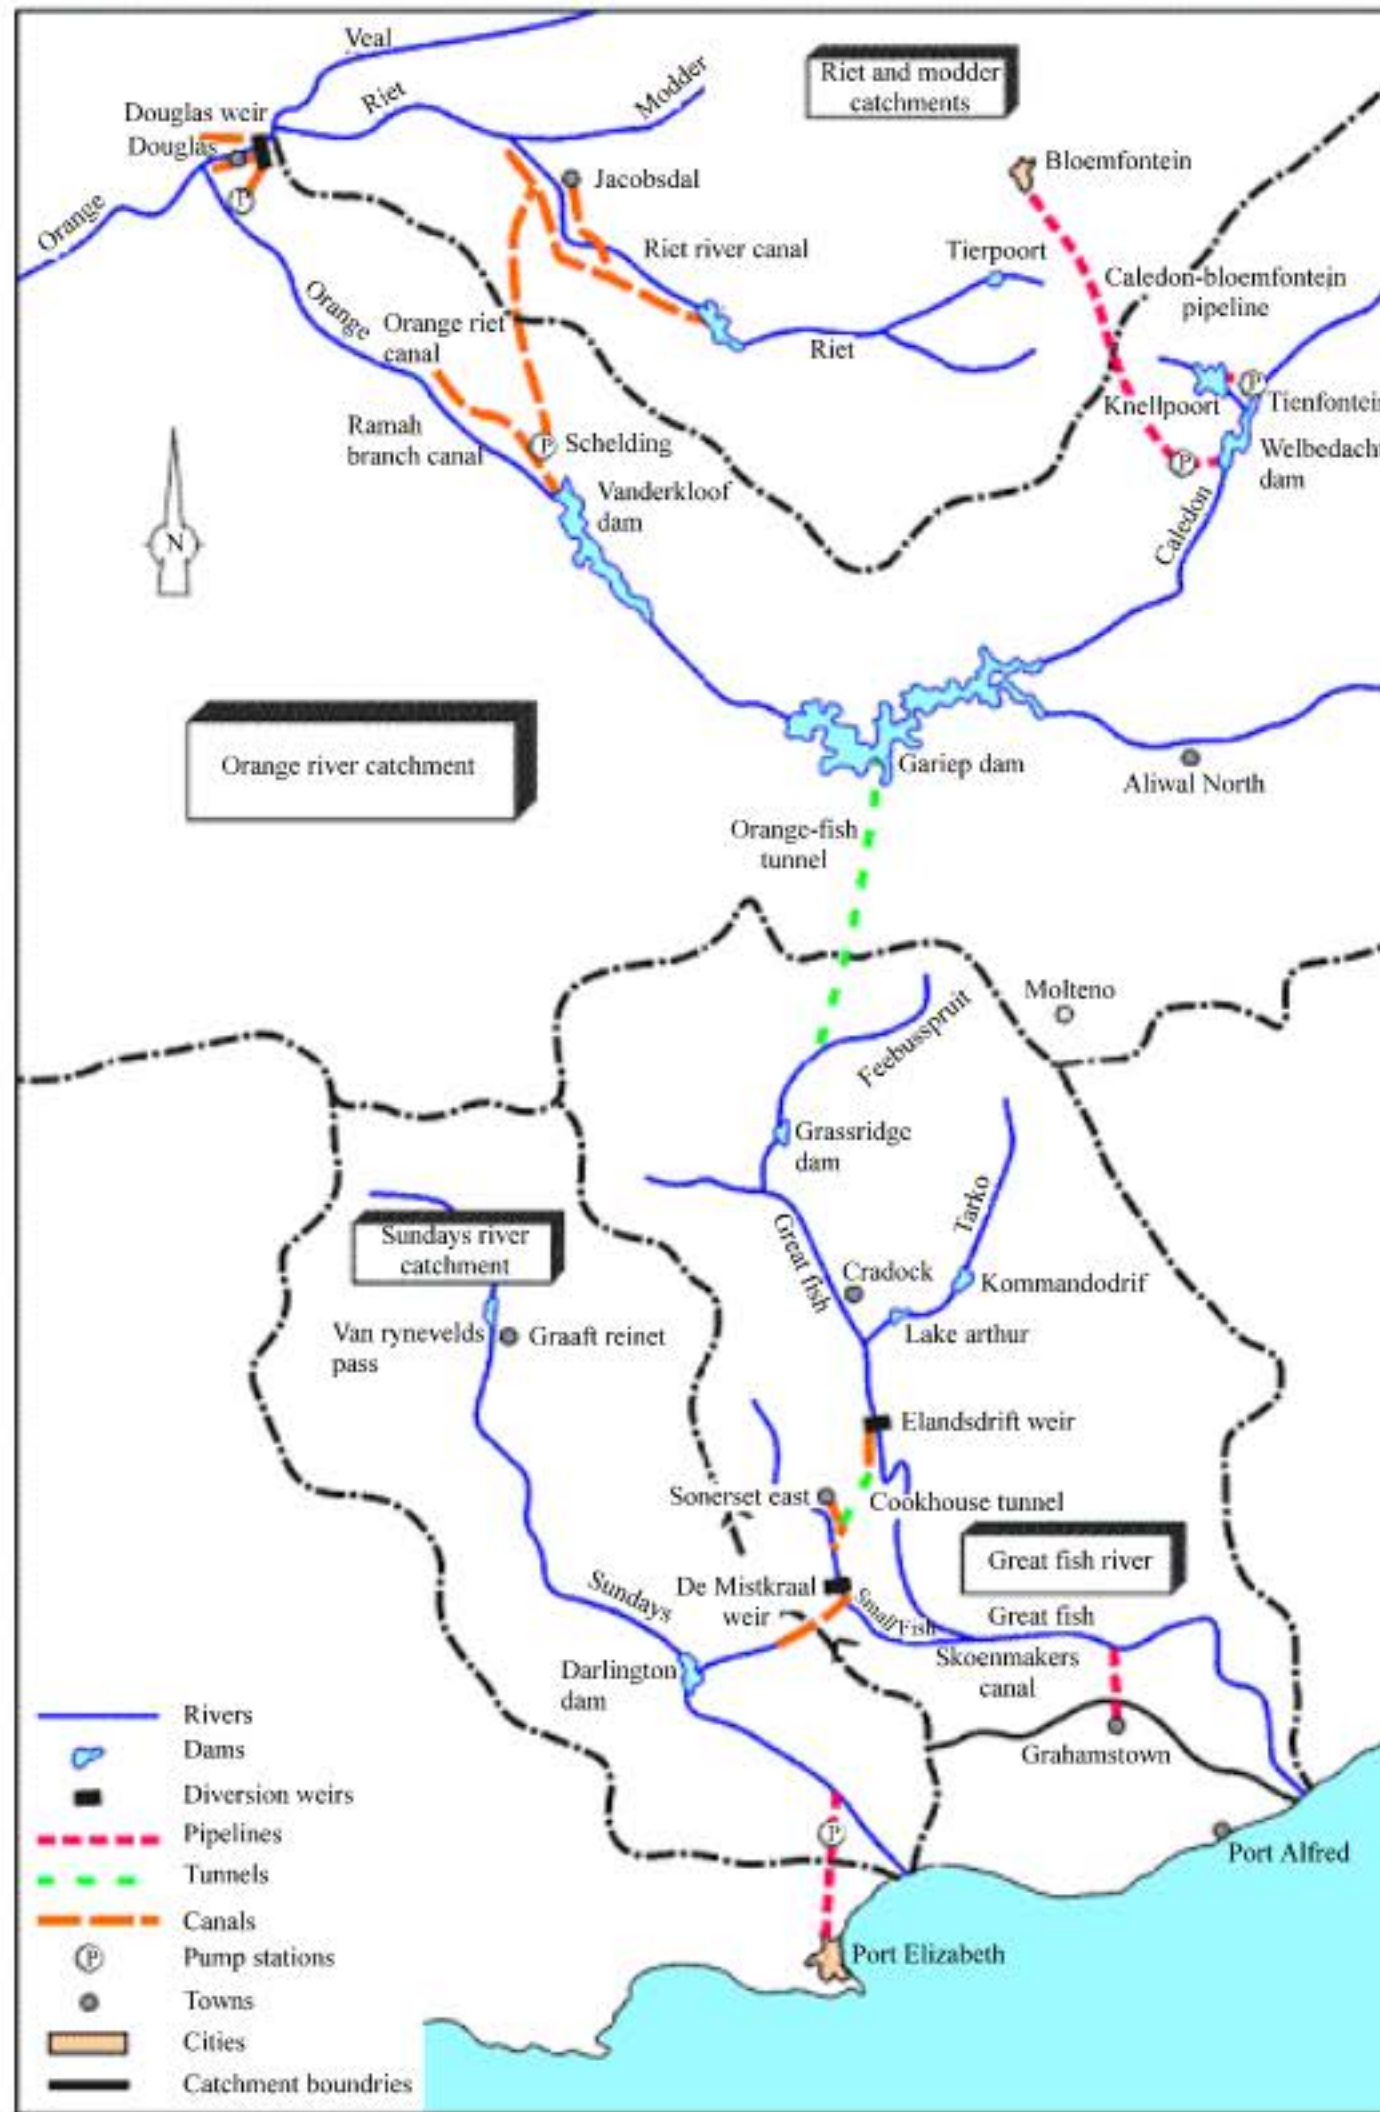 Veal
Riet
Modder
Riet and modder
catchments
Douglas weir
Douglas
P
Orange
Jacobsdal
Bloemfontein
Riet river canal
Tierpoort
Caledon-bloemfontein
pipeline
Orange
Orange riet
canal
Riet
P
Knellpoort
Tienfontein
Ramah
branch canal
P
Schelding
P
Welbedacht
dam
Vanderkloof
dam
Caledon
N
Orange river catchment
Gariep dam
Aliwal North
Orange-fish
tunnel
Molteno
Feebusspruit
Grassridge
dam
Tarko
Great fish
Sundays river
catchment
Cradock
Kommandodrif
Van rynevelds
pass
Graaft reinet
Lake arthur
Elandsdrift weir
Sonerset east
Cookhouse tunnel
Great fish river
De Mistkraal
weir
Sundays
Small Fish
Great fish
Skoenmakers
canal
Darlington
dam
Grahamstown
P
Port Alfred
Port Elizabeth
Rivers
Dams
Diversion weirs
Pipelines
Tunnels
Canals
P
Pump stations
Towns
Cities
Catchment boundries